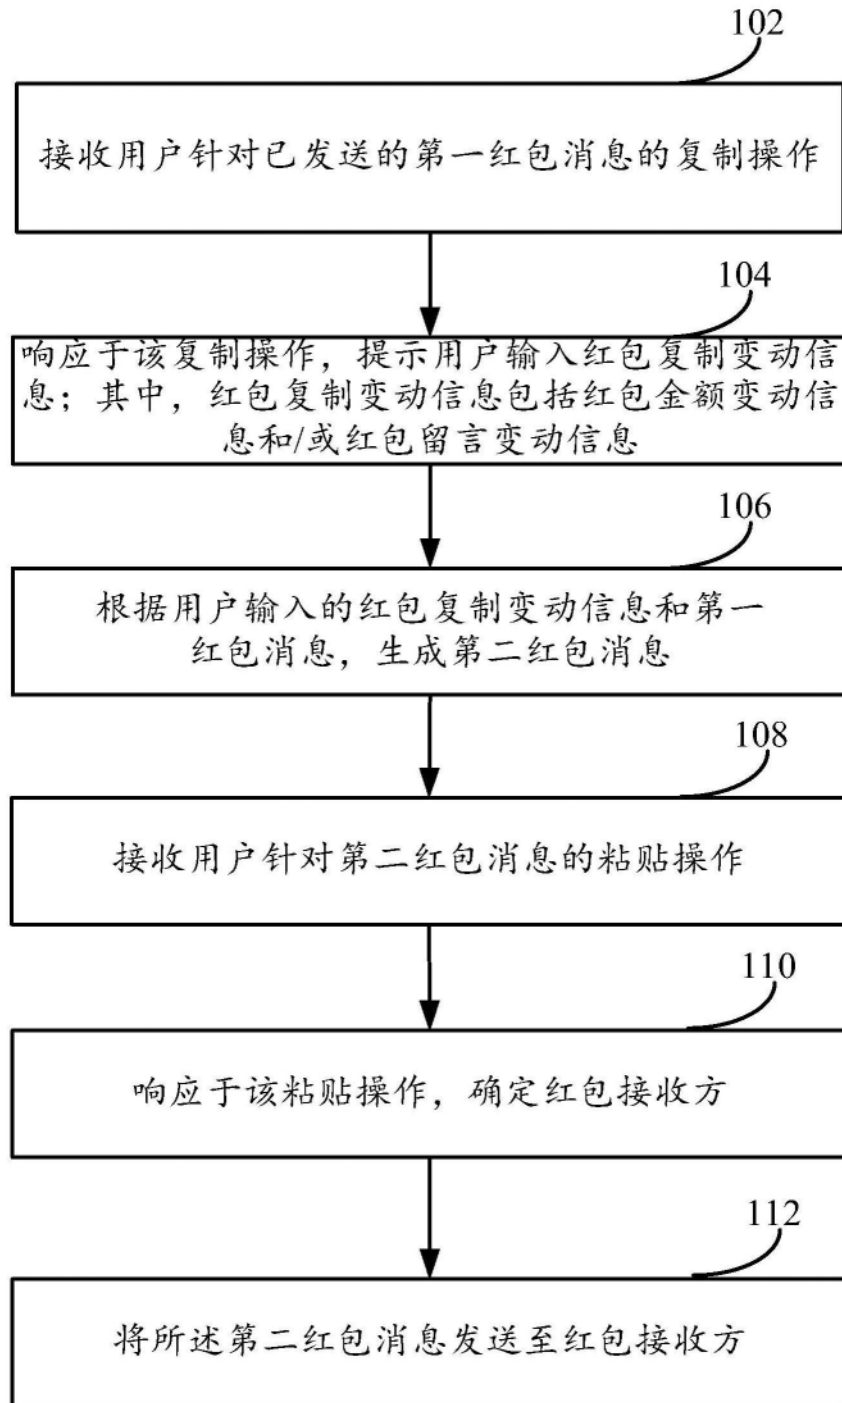 102
接收用户针对已发送的第一红包消息的复制操作
104
响应于该复制操作，提示用户输入红包复制变动信
息；其中，红包复制变动信息包括红包金额变动信
息和/或红包留言变动信息
106
根据用户输入的红包复制变动信息和第一
红包消息，生成第二红包消息
108
接收用户针对第二红包消息的粘贴操作
110
响应于该粘贴操作，确定红包接收方
112
将所述第二红包消息发送至红包接收方